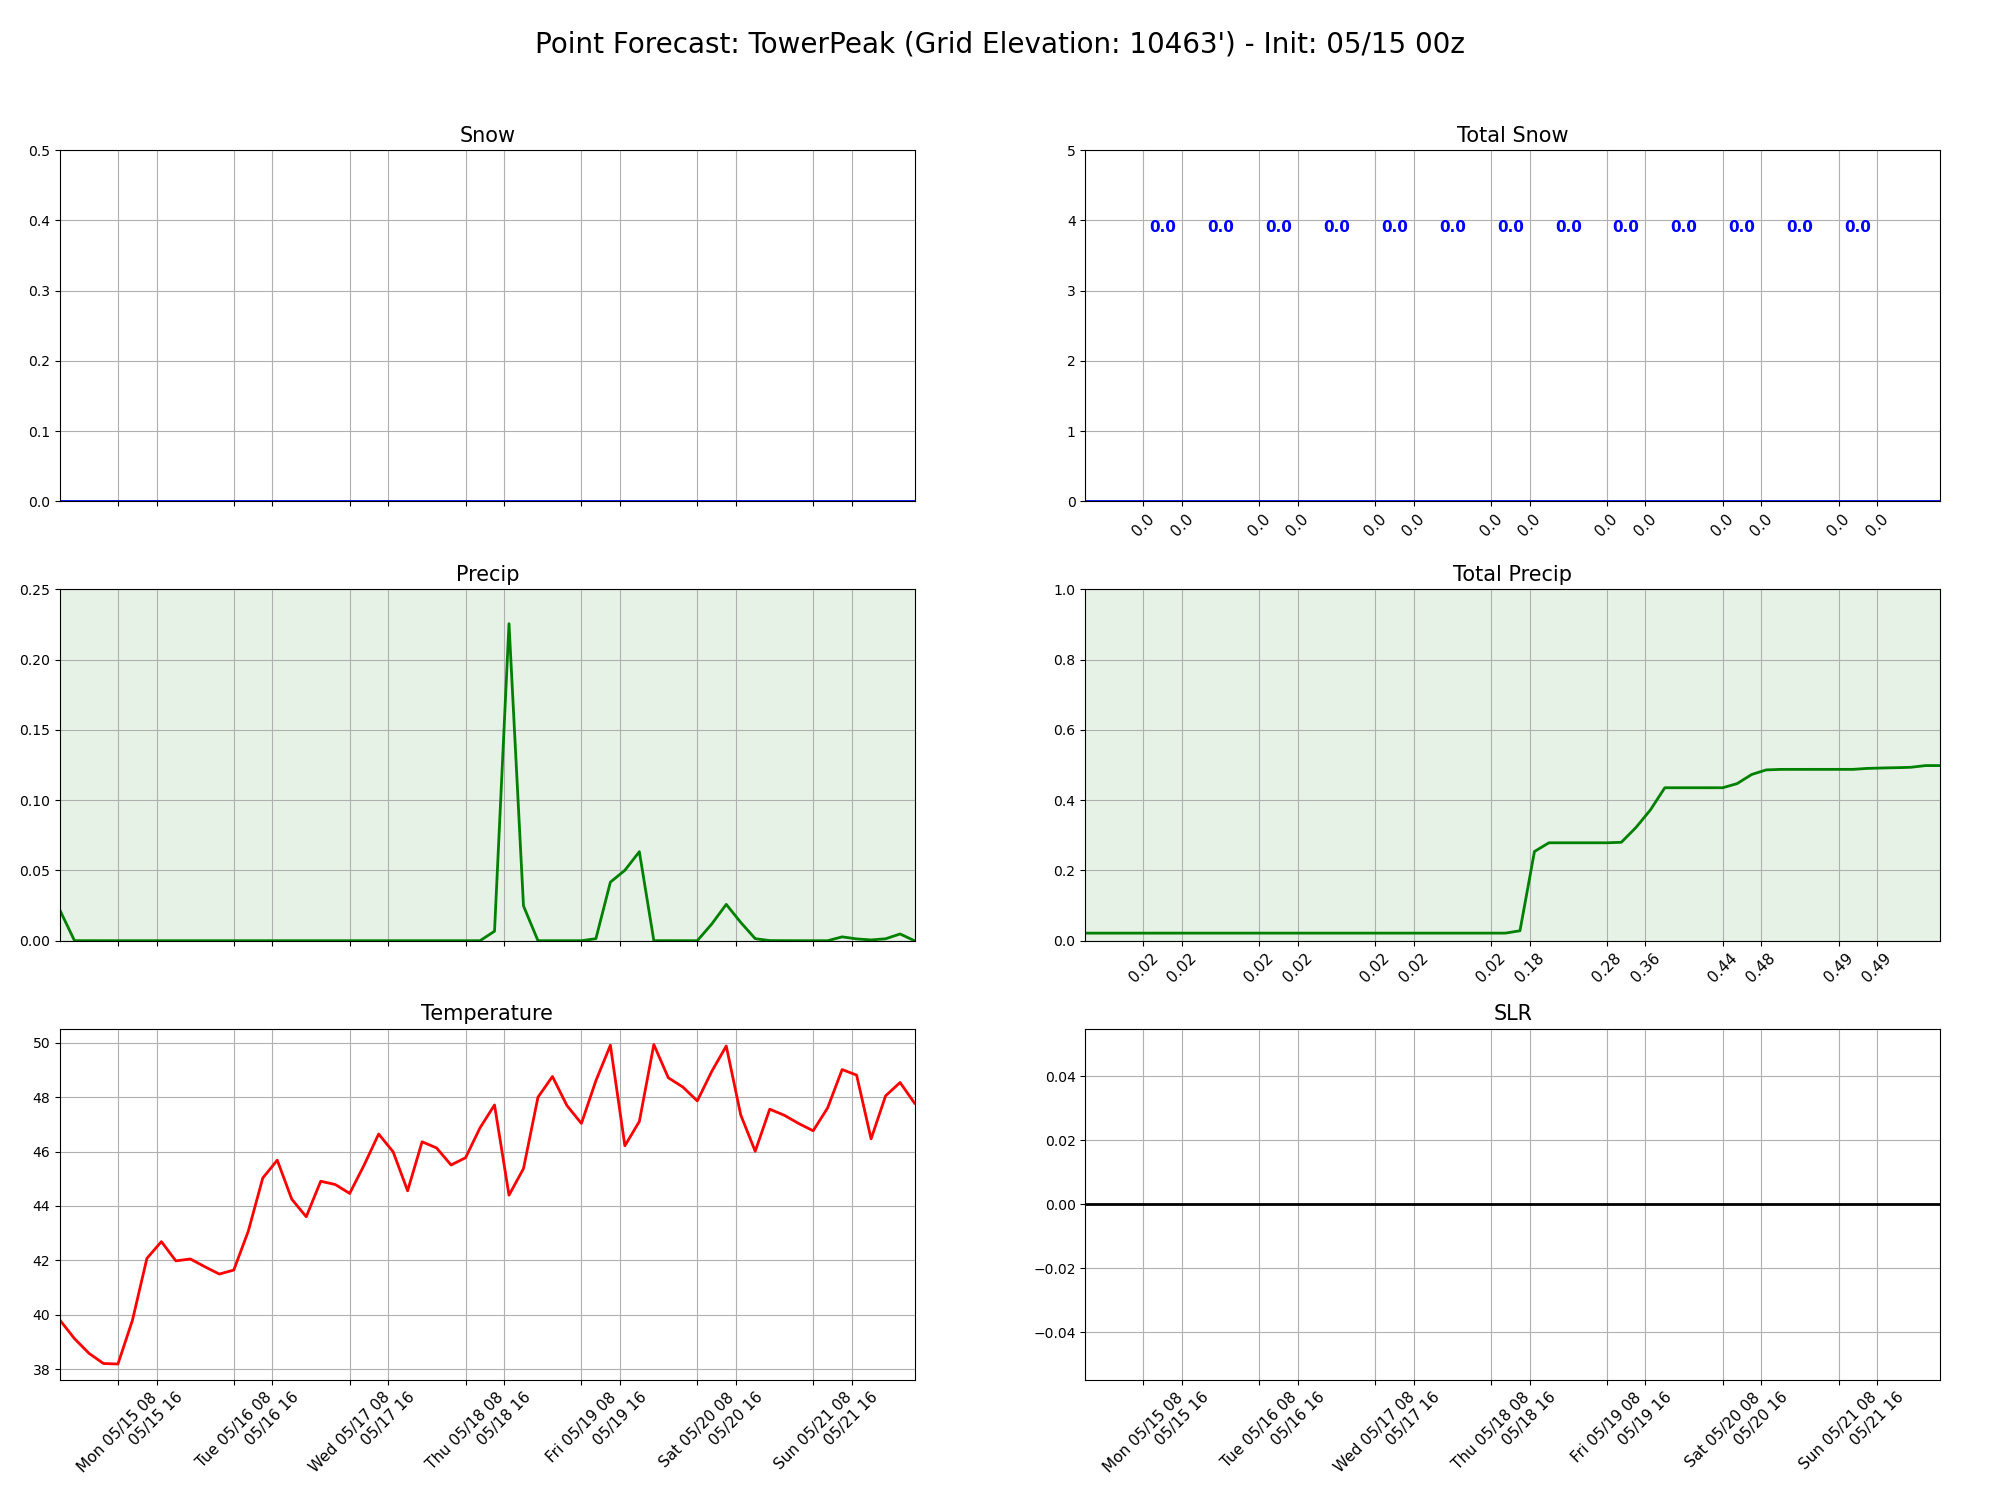 Point Forecast: TowerPeak (Grid Elevation: 10463') - Init: 05/15 00z
Snow
0.5
0.4
0.3
0.2
0.1
0.0
Total Snow
5
4
3
2
1
0
0.0 0.0 0.0 0.0 0.0 0.0 0.0 0.0 0.0 0.0 0.0 0.0 0.0
0.0 0.0 0.0 0.0 0.0 0.0 0.0 0.0 0.0 0.0 0.0 0.0 0.0 0.0
Precip
0.25
0.20
0.15
0.10
0.05
0.00
Total Precip
1.0
0.8
0.6
0.4
0.2
0.0
0.02 0.02 0.02 0.02 0.02 0.02 0.02 0.18 0.28 0.36 0.44 0.48 0.49 0.49
Temperature
50
48
46
44
42
40
38
Mon 05/15 08
05/15 16
Tue 05/16 08
05/16 16
Wed 05/17 08
05/17 16
Thu 05/18 08
05/18 16
Fri 05/19 08
05/19 16
Sat 05/20 08
05/20 16
Sun 05/21 08
05/21 16
SLR
0.04
0.02
0.00
−0.02
−0.04
Mon 05/15 08
05/15 16
Tue 05/16 08
05/16 16
Wed 05/17 08
05/17 16
Thu 05/18 08
05/18 16
Fri 05/19 08
05/19 16
Sat 05/20 08
05/20 16
Sun 05/21 08
05/21 16